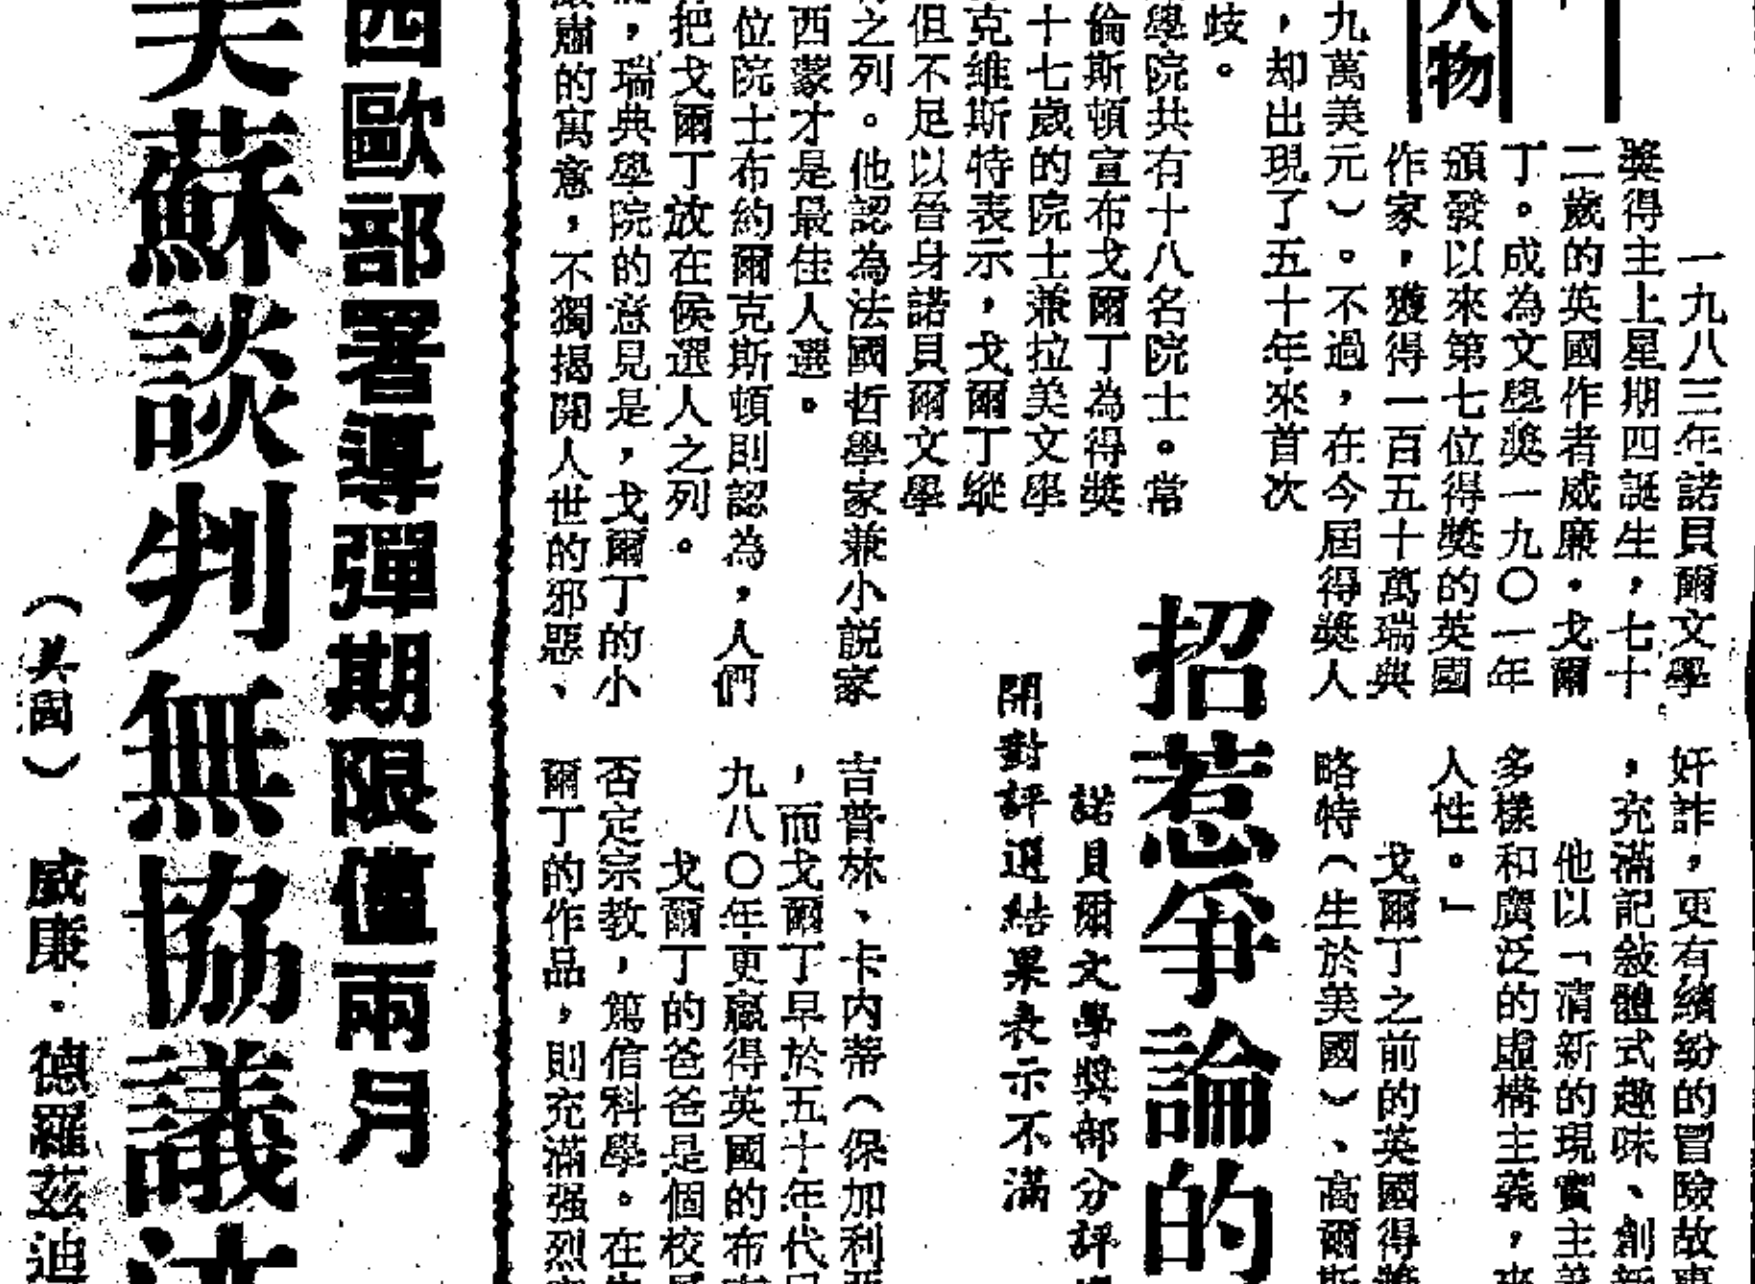 人物
一九八三年諾貝爾文學
獎得主上星期四誕生，七十
二歲的英國作者威廉・戈爾
丁。成為文學獎一九〇一年
頒發以來第七位得獎的英國
作家，獲得一百五十萬瑞典
九萬美元）。不過，在今屆得獎人
，却出現了五十年來首次
歧。
學院共有十八名院士。常
倫斯頓宣布戈爾丁為得獎
十七歲的院士兼拉美文學
克維斯特表示，戈爾丁縱
但不足以晉身諾貝爾文學
之列。他認為法國哲學家兼小說家
西蒙才是最佳人選。
位院士布約爾克斯頓則認為，人們
把戈爾丁放在候選人之列。
，瑞典學院的意見是，戈爾丁的小
嚴肅的寓意，不獨揭開人世的邪惡、
奸詐，更有繽紛的冒險故事
，充滿記敘體式趣味、創新
他以「清新的現實主義
多樣和廣泛的虛構主義，來
人性。」
戈爾丁之前的英國得獎
略特（生於美國）、高爾斯
招惹爭論的
諾貝爾文學獎部分評
開對評選結果表示不滿
吉普林、卡內蒂（保加利亞
，而戈爾丁早於五十年代
九八〇年更贏得英國的布
戈爾丁的爸爸是個校長
否定宗教，篤信科學。在
爾丁的作品，則充滿强烈
西歐部署導彈期限僅兩月
美蘇談判無協議
（英國） 威廉・德羅茲迪